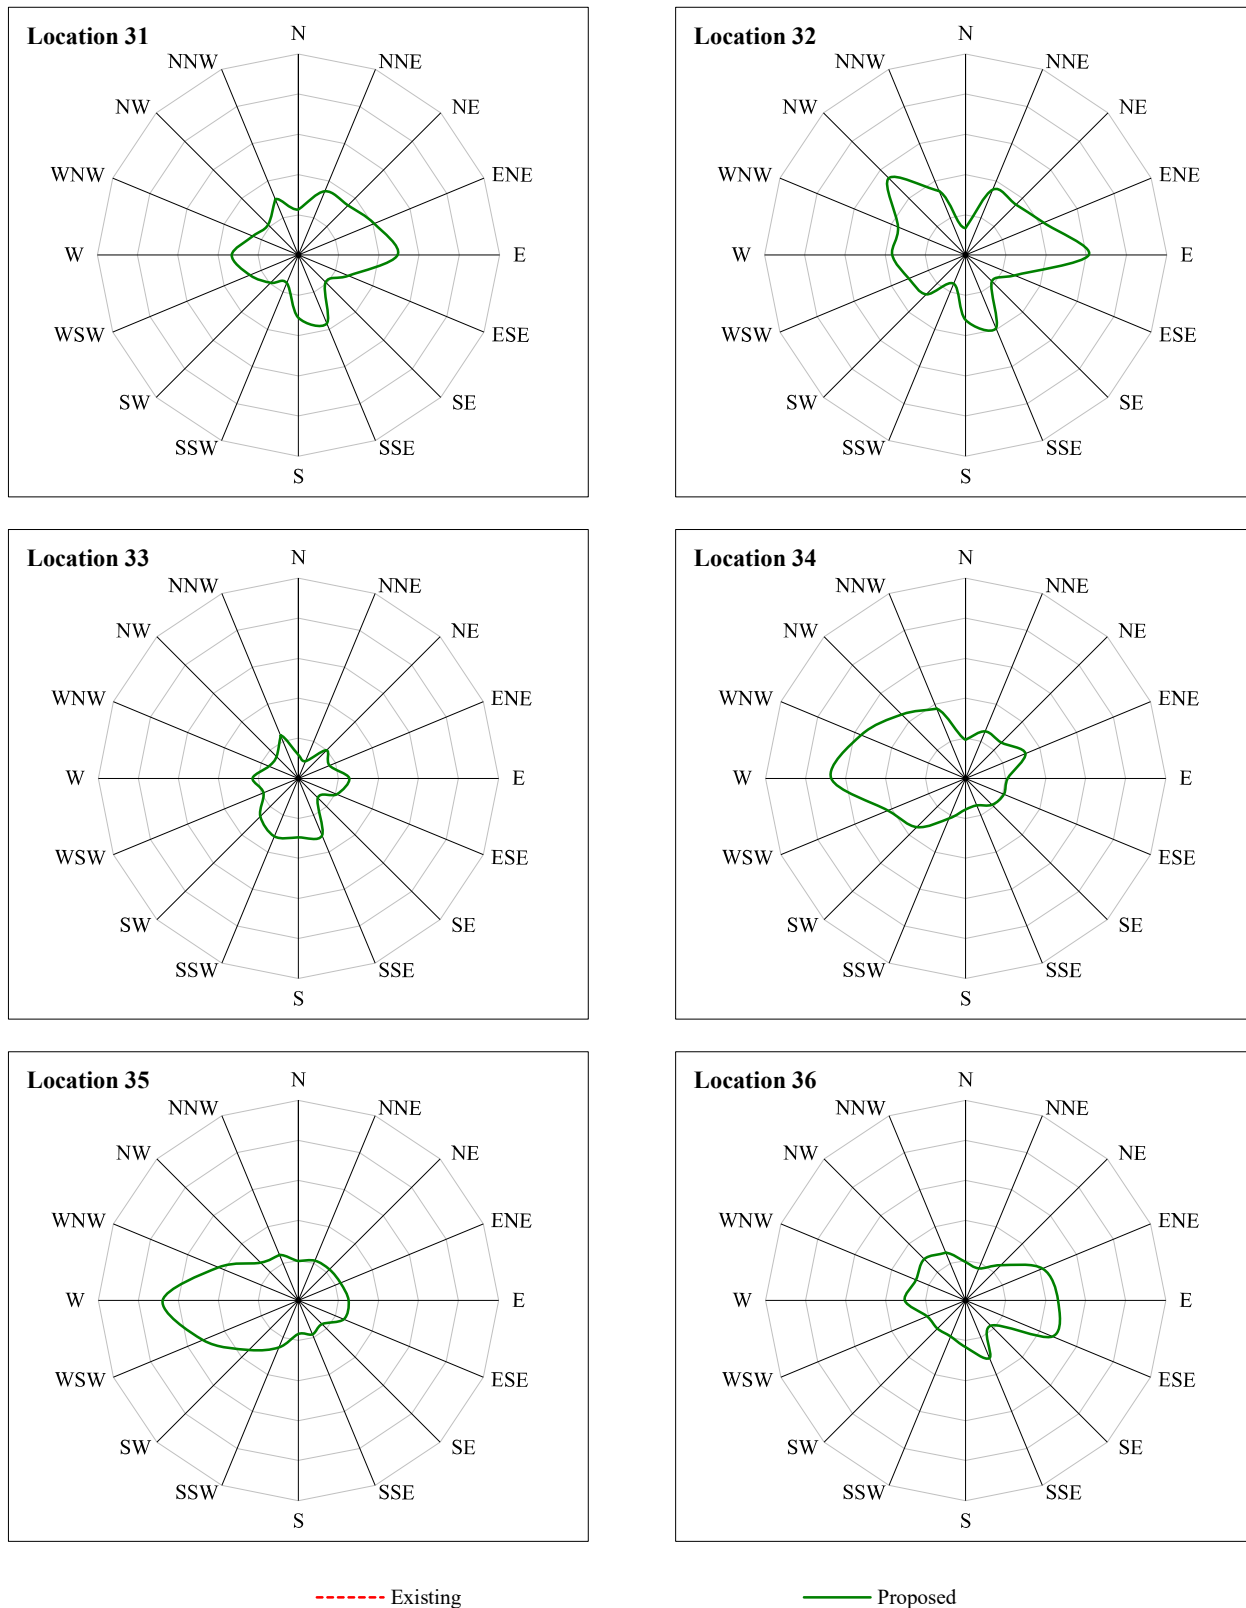 Location 31
N
NNW
NNE
NW
NE
WNW
ENE
W
E
WSW
ESE
SW
SE
SSW
SSE
S
Location 32
N
NNW
NNE
NW
NE
WNW
ENE
W
E
WSW
ESE
SW
SE
SSW
SSE
S
Location 33
N
NNW
NNE
NW
NE
WNW
ENE
W
E
WSW
ESE
SW
SE
SSW
SSE
S
Location 34
N
NNW
NNE
NW
NE
WNW
ENE
W
E
WSW
ESE
SW
SE
SSW
SSE
S
Location 35
N
NNW
NNE
NW
NE
WNW
ENE
W
E
WSW
ESE
SW
SE
SSW
SSE
S
Location 36
N
NNW
NNE
NW
NE
WNW
ENE
W
E
WSW
ESE
SW
SE
SSW
SSE
S
Existing
Proposed